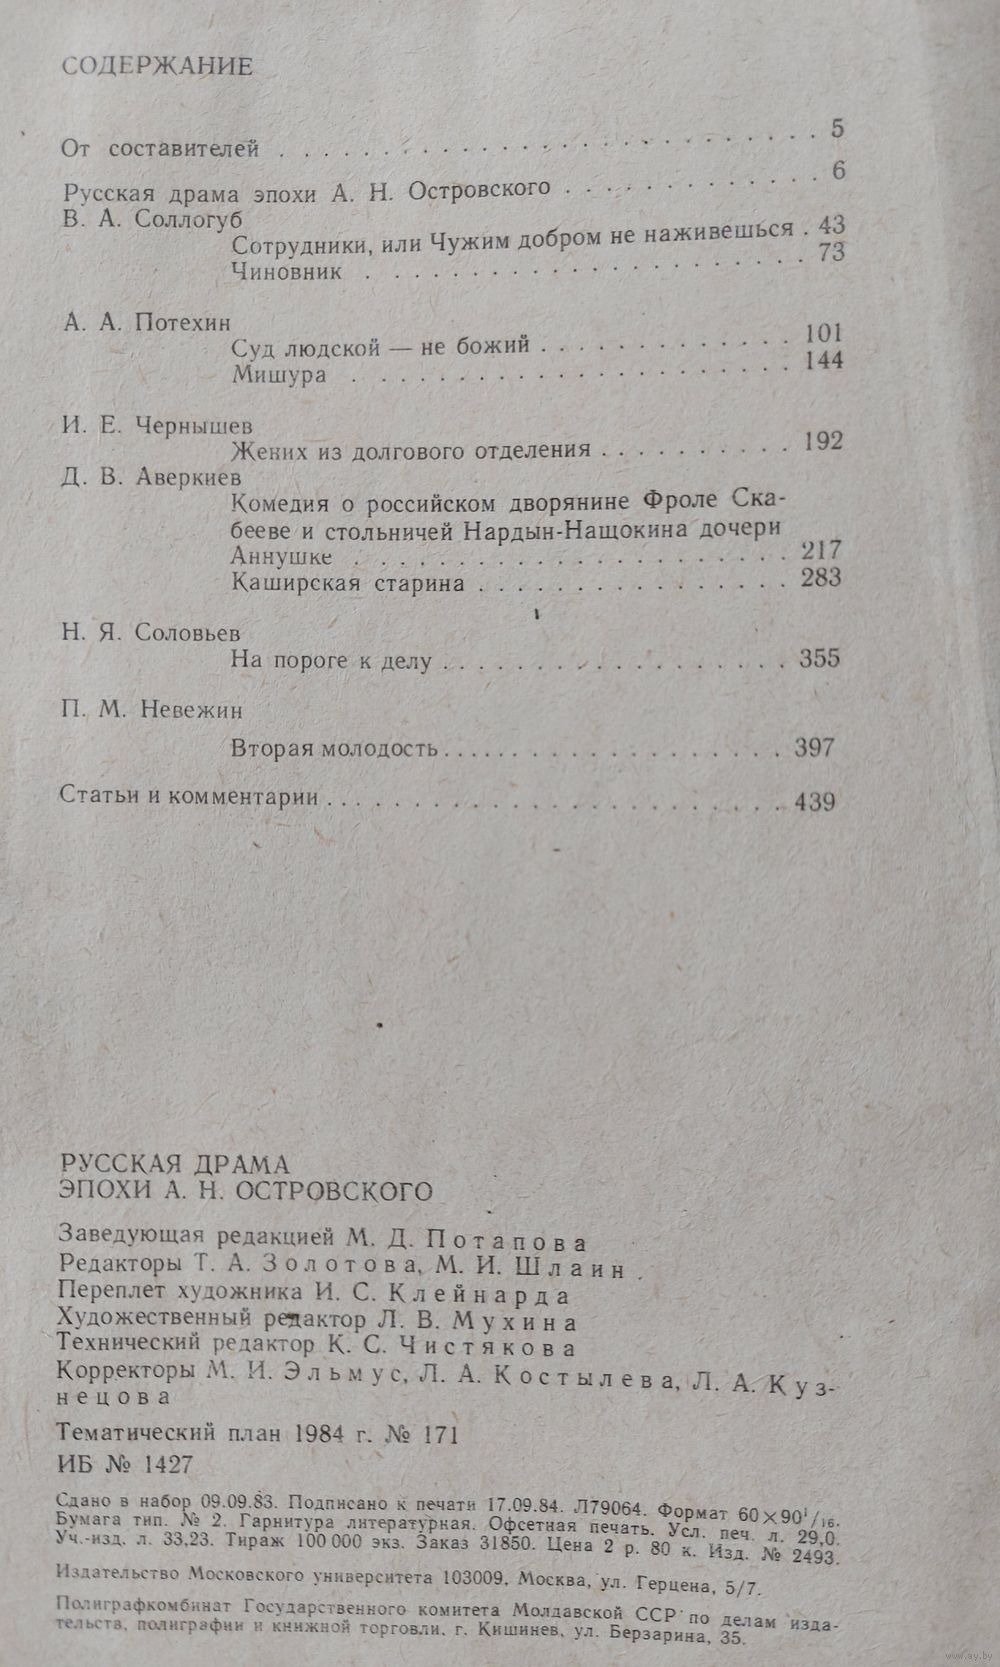 СОДЕРЖАНИЕ
От составителей . . . . . . . . . . . . . . . . . . . . . . 5
Русская драма эпохи А. Н. Островского . . . . . . . . . . . 6
В. А. Соллогуб
Сотрудники, или Чужим добром не наживешься . 43
Чиновник . . . . . . . . . . . . . . . . . . 73
А. А. Потехин
Суд людской — не божий . . . . . . . . . . . . 101
Мишура . . . . . . . . . . . . . . . . . . . 144
И. Е. Чернышев
Жених из долгового отделения . . . . . . . . . . 192
Д. В. Аверкиев
Комедия о российском дворянине Фроле Ска-
бееве и стольничей Нардын-Нащокина дочери
Аннушке . . . . . . . . . . . . . . . . . . . 217
Каширская старина . . . . . . . . . . . . . . 283
Н. Я. Соловьев
На пороге к делу . . . . . . . . . . . . . . . . 355
П. М. Невежин
Вторая молодость . . . . . . . . . . . . . . . . 397
Статьи и комментарии . . . . . . . . . . . . . . . . . . . 439
РУССКАЯ ДРАМА
ЭПОХИ А. Н. ОСТРОВСКОГО
Заведующая редакцией М. Д. Потапова
Редакторы Т. А. Золотова, М. И. Шлаин
Переплет художника И. С. Клейнарда
Художественный редактор Л. В. Мухина
Технический редактор К. С. Чистякова
Корректоры М. И. Эльмус, Л. А. Костылева, Л. А. Куз-
нецова
Тематический план 1984 г. № 171
ИБ № 1427
Сдано в набор 09.09.83. Подписано к печати 17.09.84. Л79064. Формат 60×90¹/₁₆.
Бумага тип. № 2. Гарнитура литературная. Офсетная печать. Усл. печ. л. 29,0.
Уч.-изд. л. 33,23. Тираж 100 000 экз. Заказ 31850. Цена 2 р. 80 к. Изд. № 2493.
Издательство Московского университета 103009, Москва, ул. Герцена, 5/7.
Полиграфкомбинат Государственного комитета Молдавской ССР по делам изда-
тельств, полиграфии и книжной торговли, г. Кишинев, ул. Берзарина, 35.
www.ay.by